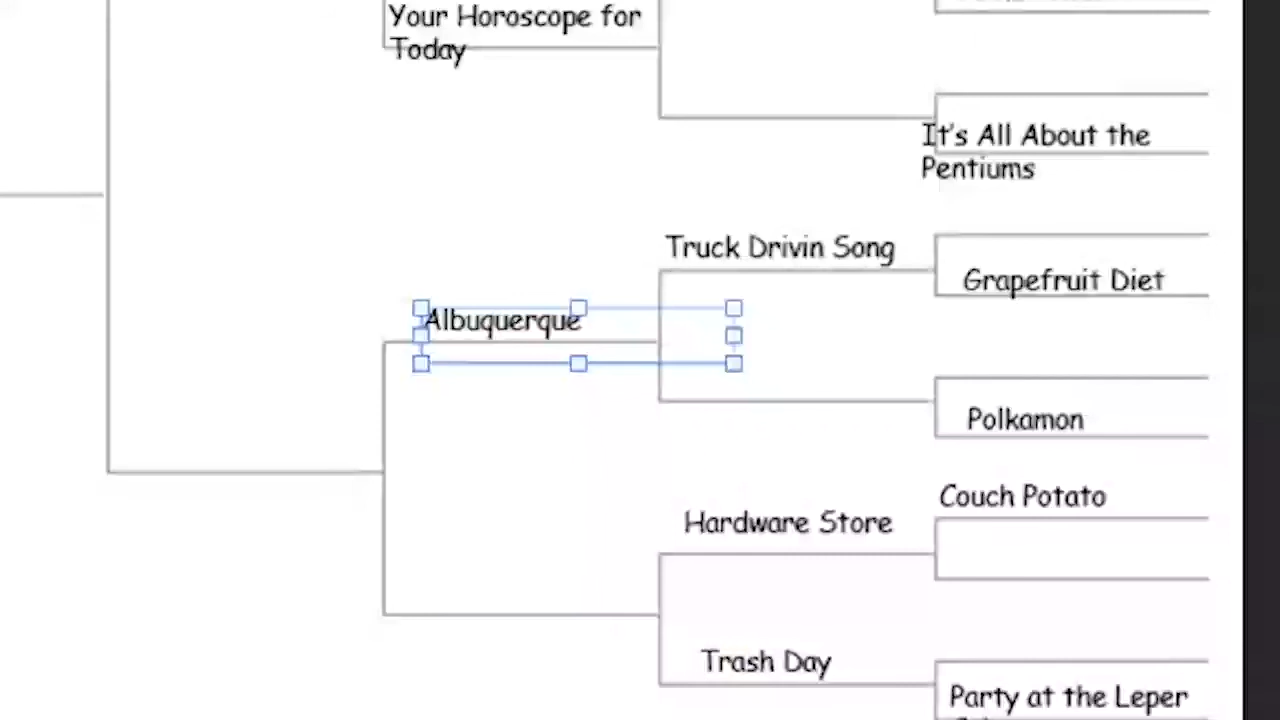 Your Horoscope for
Today
It's All About the
Pentiums
Truck Drivin Song
Grapefruit Diet
Albuquerque
Polkamon
Couch Potato
Hardware Store
Trash Day
Party at the Leper